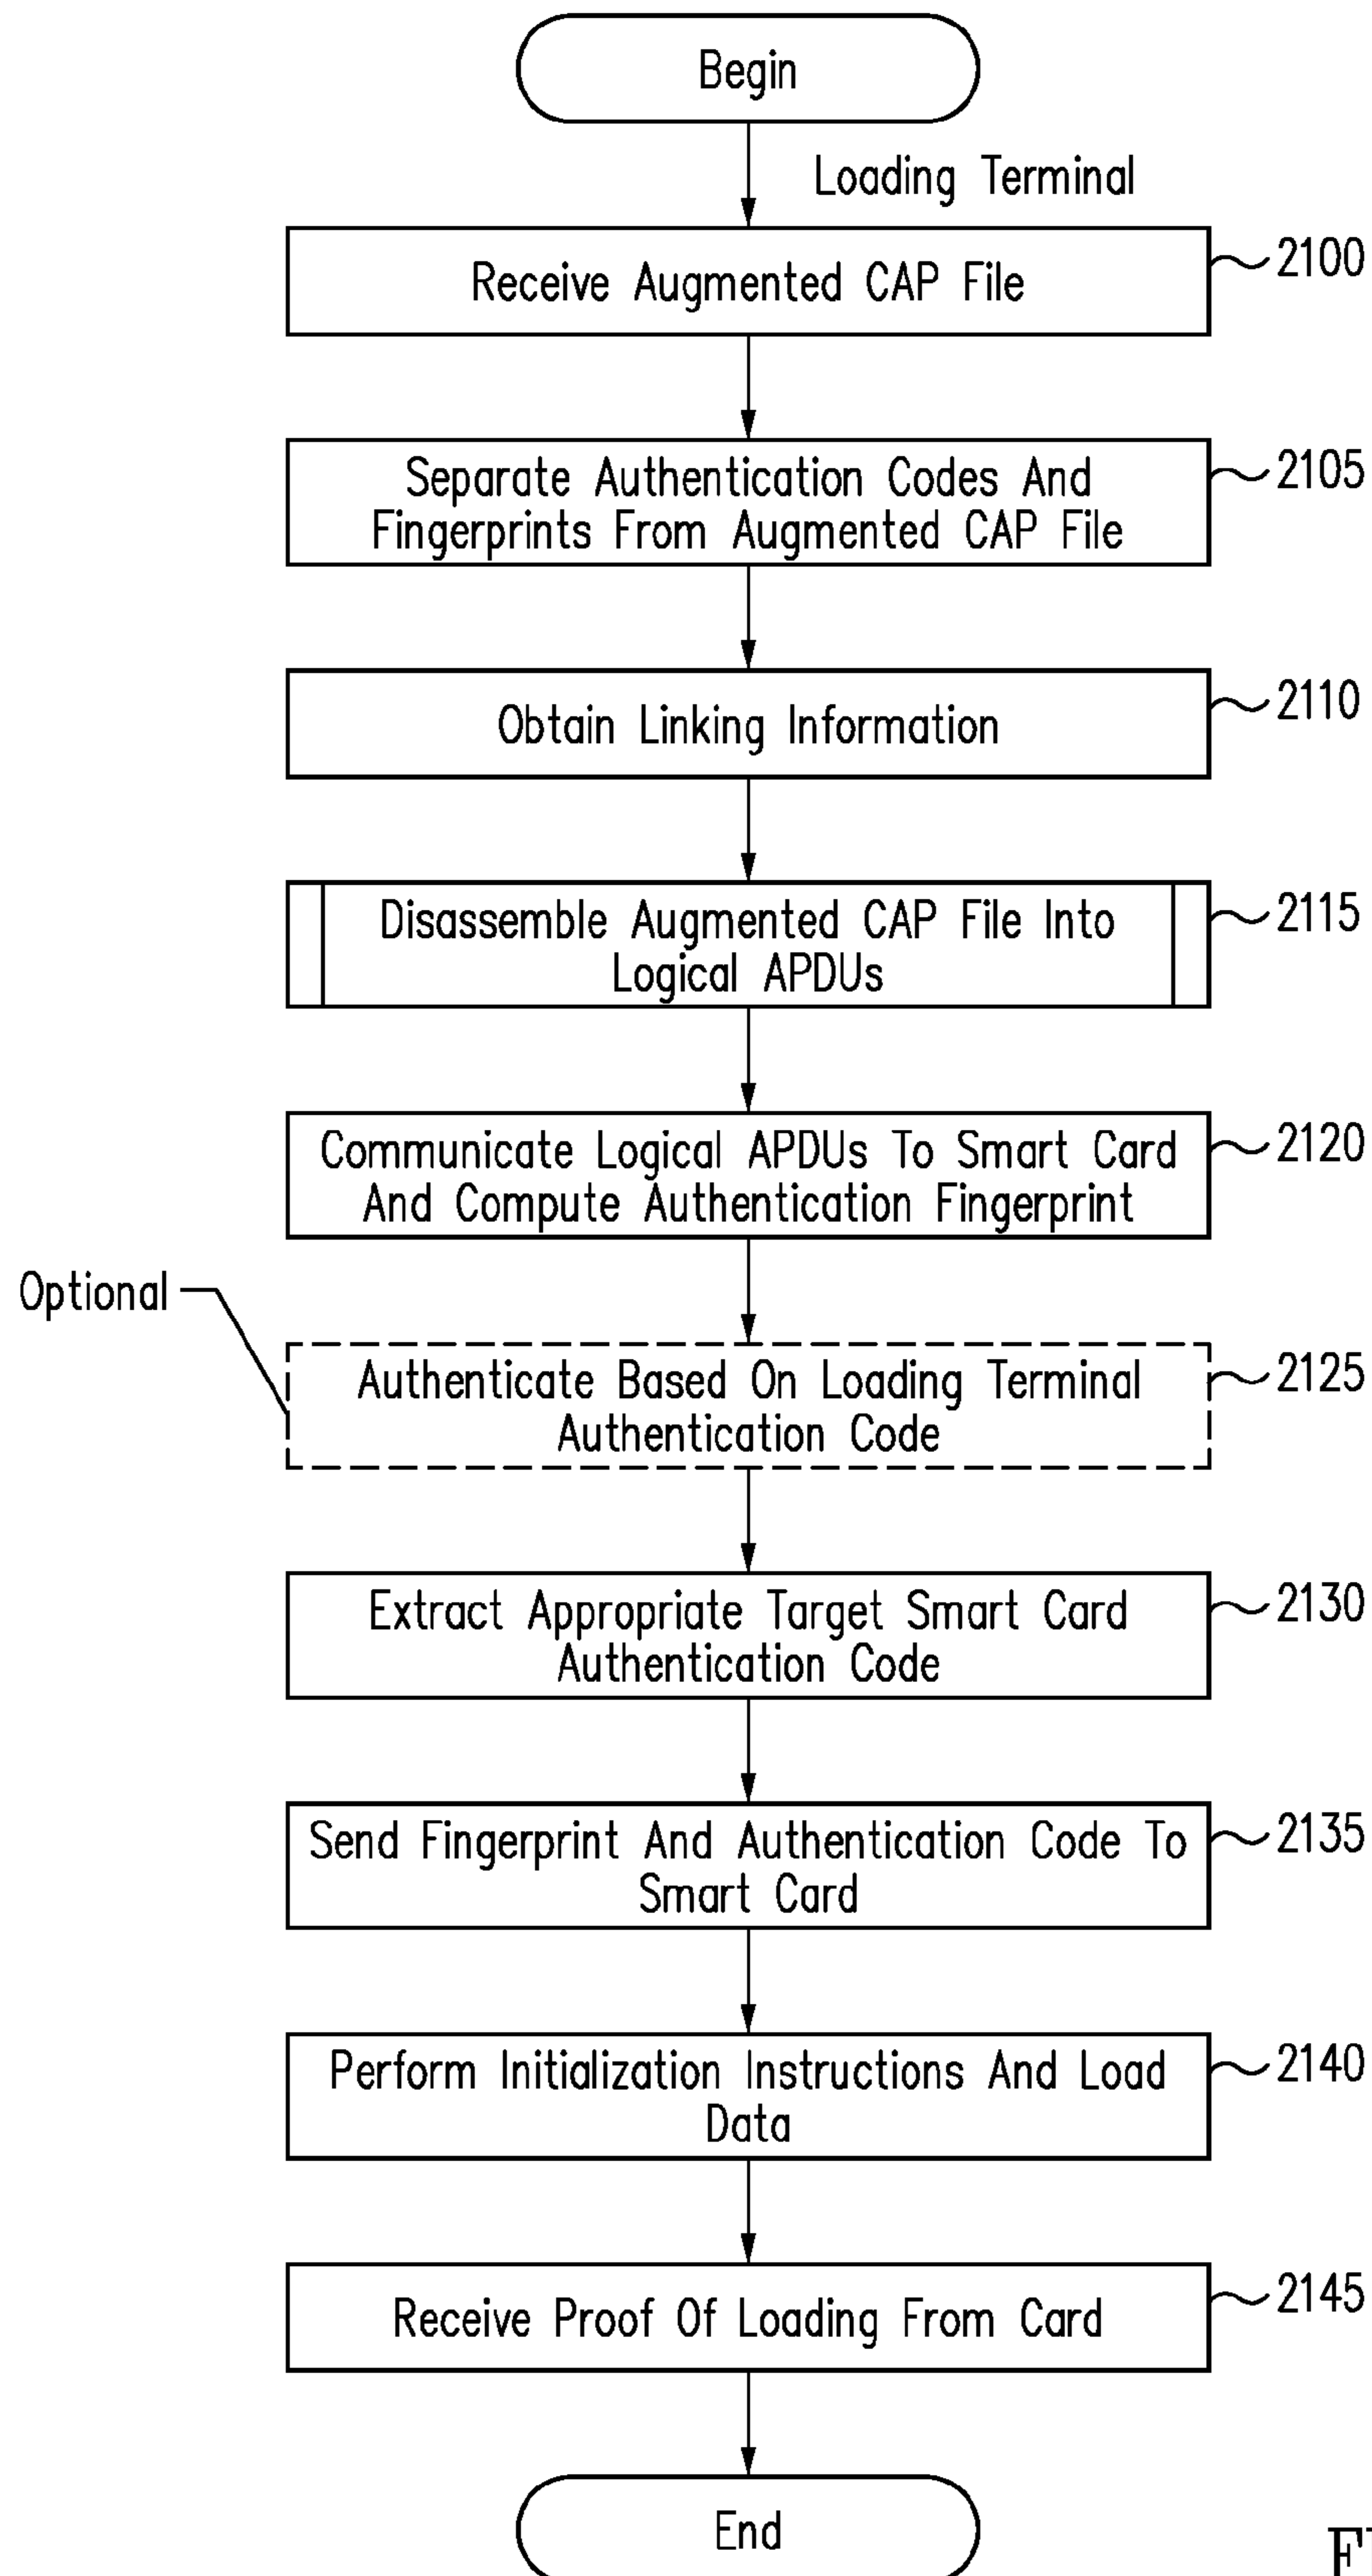 Begin
Loading Terminal
Receive Augmented CAP File
2100
Separate Authentication Codes And
Fingerprints From Augmented CAP File
2105
Obtain Linking Information
2110
Disassemble Augmented CAP File Into
Logical APDUs
2115
Communicate Logical APDUs To Smart Card
And Compute Authentication Fingerprint
2120
Optional
Authenticate Based On Loading Terminal
Authentication Code
2125
Extract Appropriate Target Smart Card
Authentication Code
2130
Send Fingerprint And Authentication Code To
Smart Card
2135
Perform Initialization Instructions And Load
Data
2140
Receive Proof Of Loading From Card
2145
End